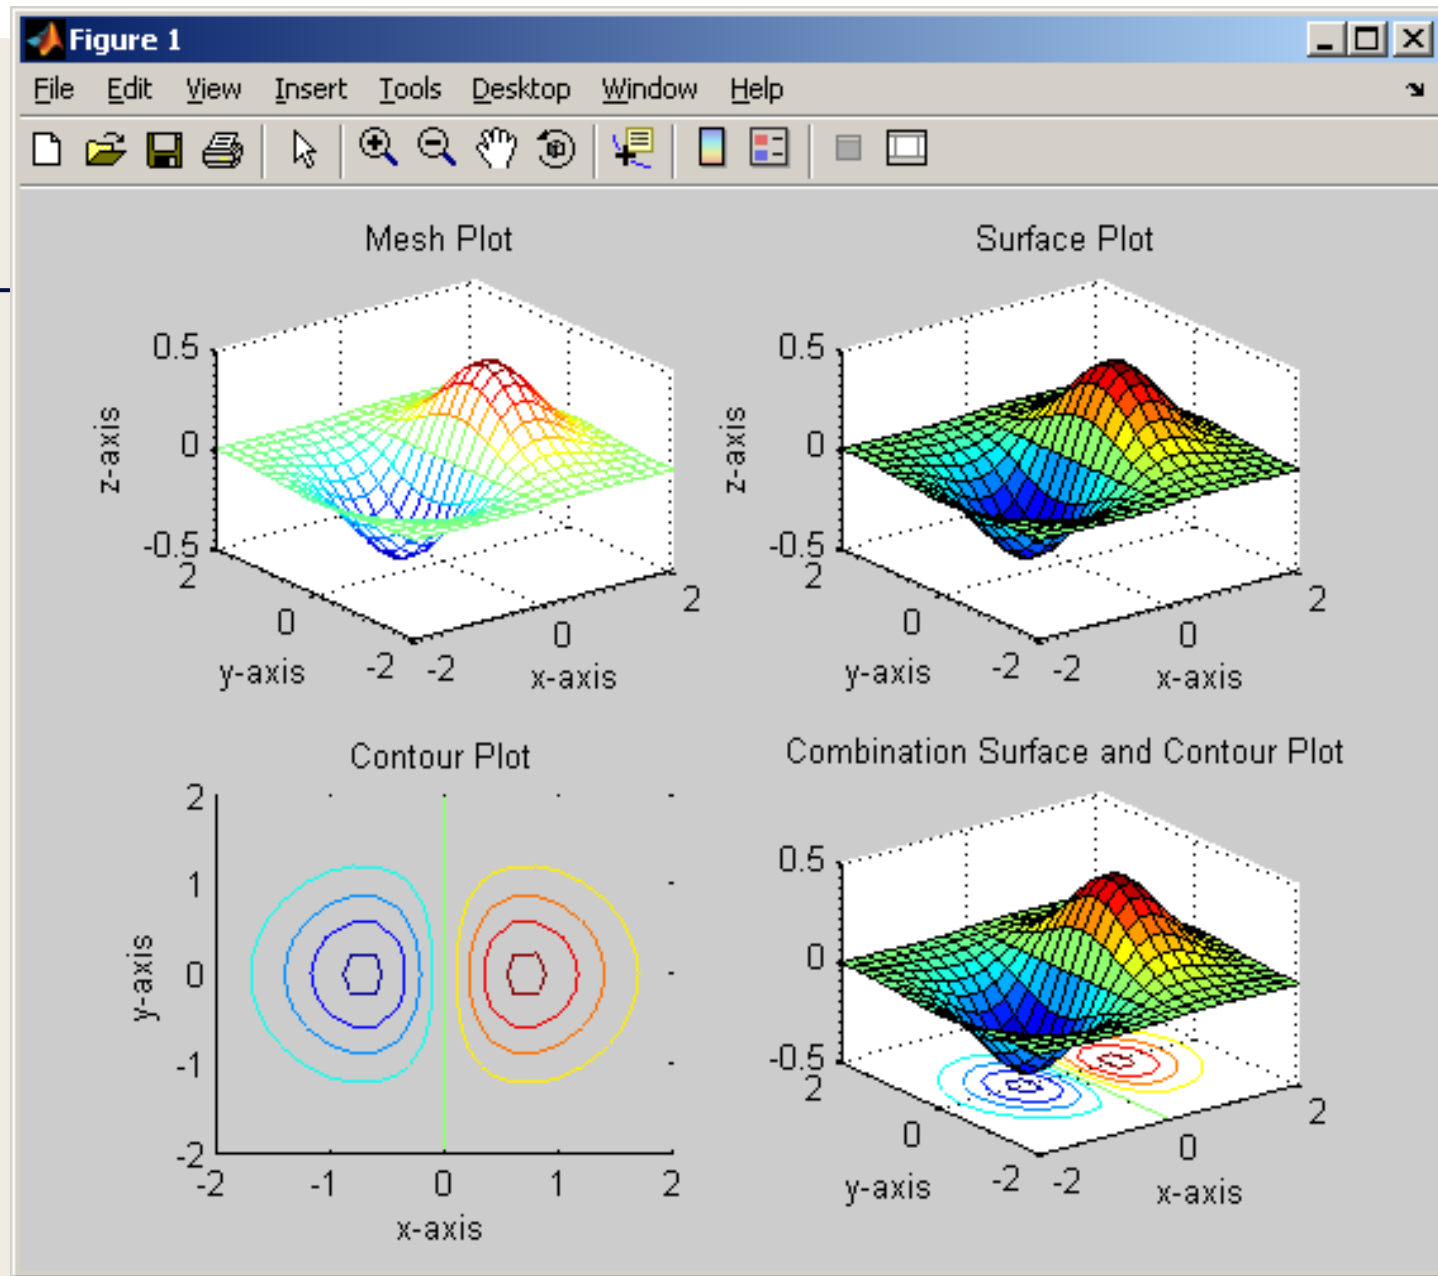 Figure 1
File Edit View Insert Tools Desktop Window Help
Mesh Plot
0.5
0
-0.5
z-axis
2
0
-2
y-axis
-2
0
2
x-axis
Surface Plot
0.5
0
-0.5
z-axis
2
0
-2
y-axis
-2
0
2
x-axis
Contour Plot
2
1
0
-1
-2
y-axis
-2 -1 0 1 2
x-axis
Combination Surface and Contour Plot
0.5
0
-0.5
2
0
-2
y-axis
-2
0
2
x-axis